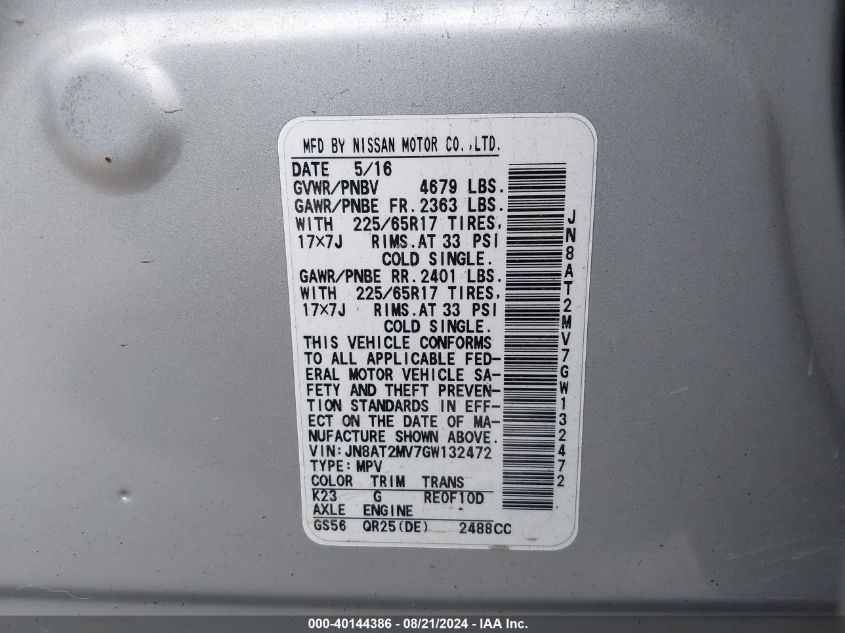 MFD BY NISSAN MOTOR CO.,LTD.
DATE 5/16
GVWR/PNBV 4679 LBS.
GAWR/PNBE FR. 2363 LBS.
WITH 225/65R17 TIRES,
17×7J RIMS.AT 33 PSI
COLD SINGLE.
GAWR/PNBE RR. 2401 LBS.
WITH 225/65R17 TIRES,
17×7J RIMS.AT 33 PSI
COLD SINGLE.
THIS VEHICLE CONFORMS
TO ALL APPLICABLE FED-
ERAL MOTOR VEHICLE SA-
FETY AND THEFT PREVEN-
TION STANDARDS IN EFF-
ECT ON THE DATE OF MA-
NUFACTURE SHOWN ABOVE.
VIN:JN8AT2MV7GW132472
TYPE:MPV
COLOR TRIM TRANS
K23 G RE0F10D
AXLE ENGINE
GS56 QR25(DE) 2488CC
JN8AT2MV7GW132472
000-40144386 - 08/21/2024 - IAA Inc.